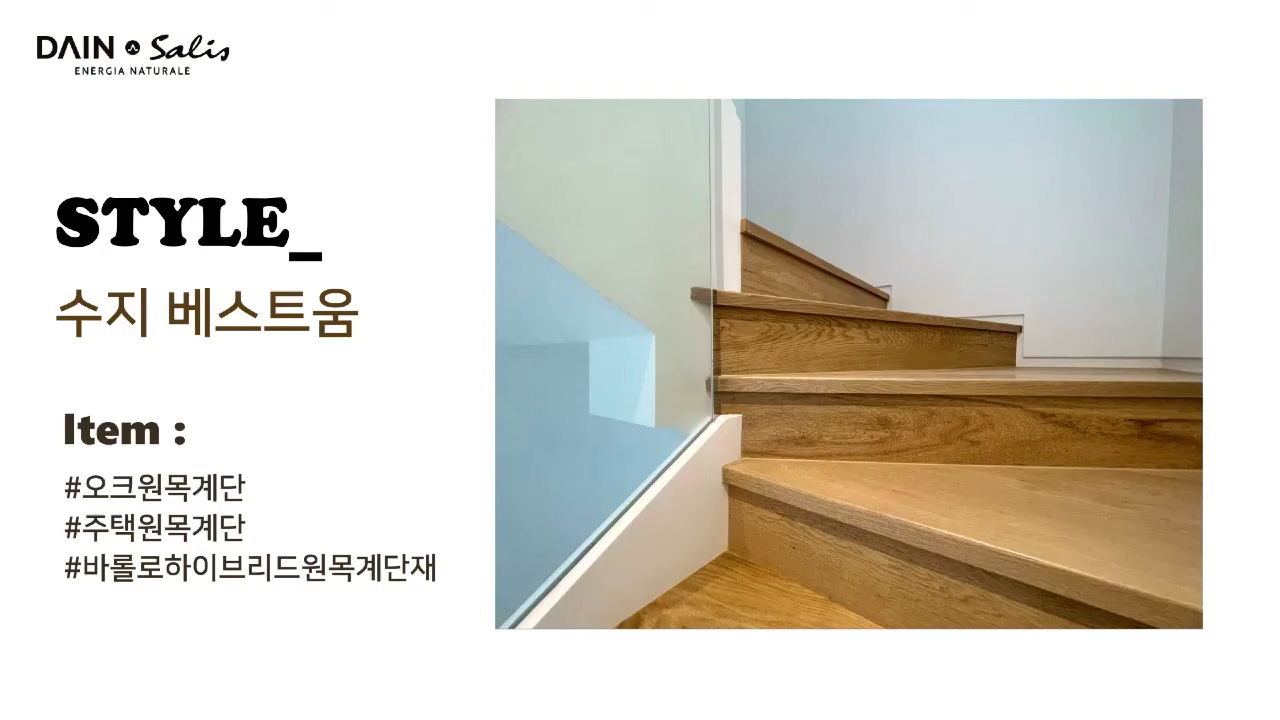 DAIN Salis
ENERGIA NATURALE
STYLE_
수지 베스트움
Item :
#오크원목계단
#주택원목계단
#바롤로하이브리드원목계단재